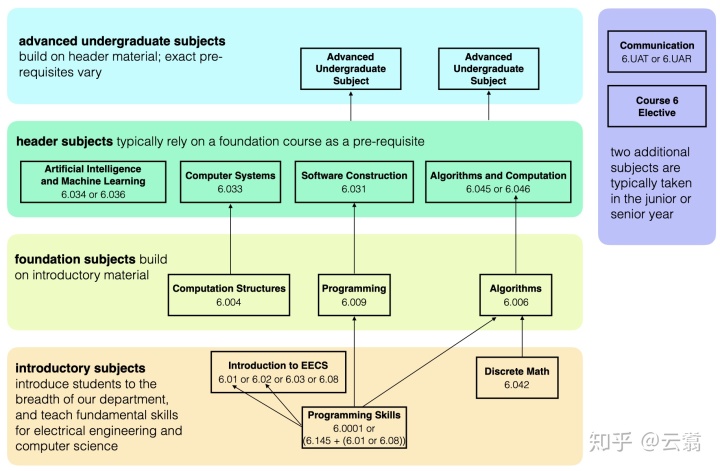 advanced undergraduate subjects
build on header material; exact pre-
requisites vary
Advanced
Undergraduate
Subject
Advanced
Undergraduate
Subject
Communication
6.UAT or 6.UAR
Course 6
Elective
two additional
subjects are
typically taken
in the junior or
senior year
header subjects typically rely on a foundation course as a pre-requisite
Artificial Intelligence
and Machine Learning
6.034 or 6.036
Computer Systems
6.033
Software Construction
6.031
Algorithms and Computation
6.045 or 6.046
foundation subjects build
on introductory material
Computation Structures
6.004
Programming
6.009
Algorithms
6.006
introductory subjects
introduce students to the
breadth of our department,
and teach fundamental skills
for electrical engineering and
computer science
Introduction to EECS
6.01 or 6.02 or 6.03 or 6.08
Discrete Math
6.042
Programming Skills
6.0001 or
(6.145 + (6.01 or 6.08))
知乎 @云翳